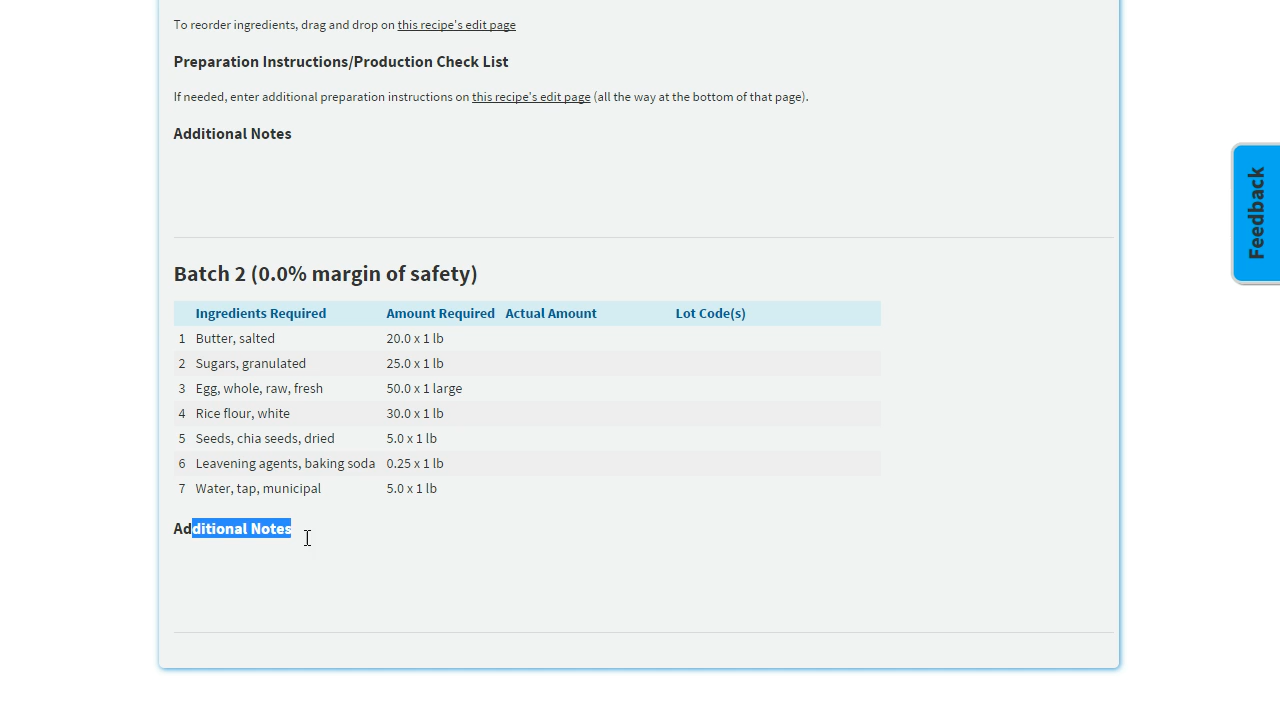 To reorder ingredients, drag and drop on this recipe's edit page
Preparation Instructions/Production Check List
If needed, enter additional preparation instructions on this recipe's edit page (all the way at the bottom of that page).
Additional Notes
Feedback
Batch 2 (0.0% margin of safety)
Ingredients Required Amount Required Actual Amount Lot Code(s)
1 Butter, salted 20.0 x 1 lb
2 Sugars, granulated 25.0 x 1 lb
3 Egg, whole, raw, fresh 50.0 x 1 large
4 Rice flour, white 30.0 x 1 lb
5 Seeds, chia seeds, dried 5.0 x 1 lb
6 Leavening agents, baking soda 0.25 x 1 lb
7 Water, tap, municipal 5.0 x 1 lb
Additional Notes